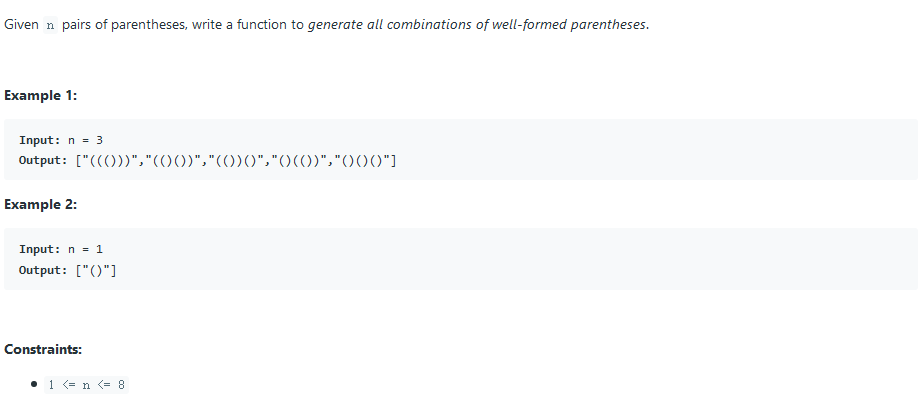 Given n pairs of parentheses, write a function to generate all combinations of well-formed parentheses.
Example 1:
Input: n = 3
Output: ["((()))","(()())","(())()","()(())","()()()"]
Example 2:
Input: n = 1
Output: ["()"]
Constraints:
• 1 <= n <= 8